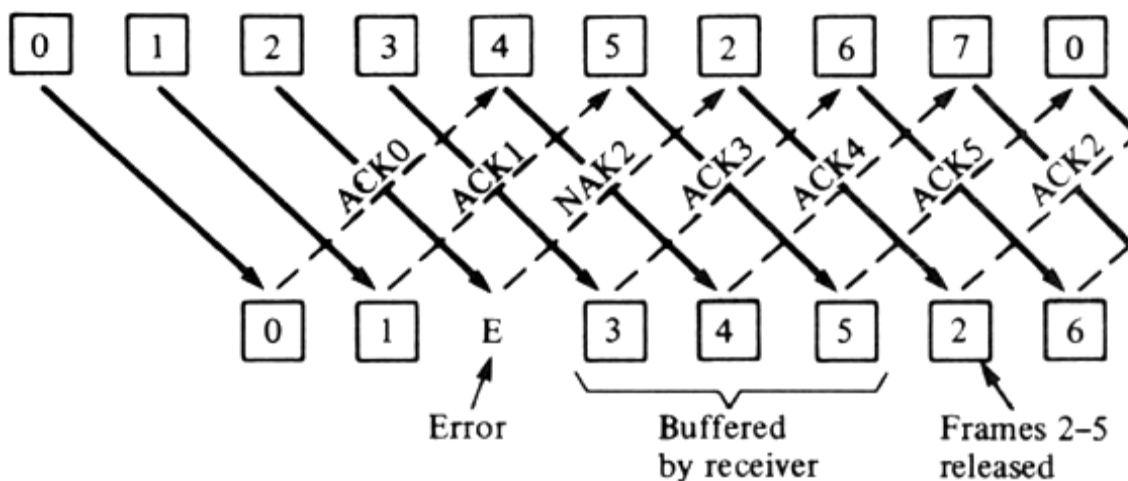 0 1 2 3 4 5 2 6 7 0
ACK0 ACK1 NAK2 ACK3 ACK4 ACK5 ACK2
0 1 E 3 4 5 2 6
Error
Buffered
by receiver
Frames 2–5
released